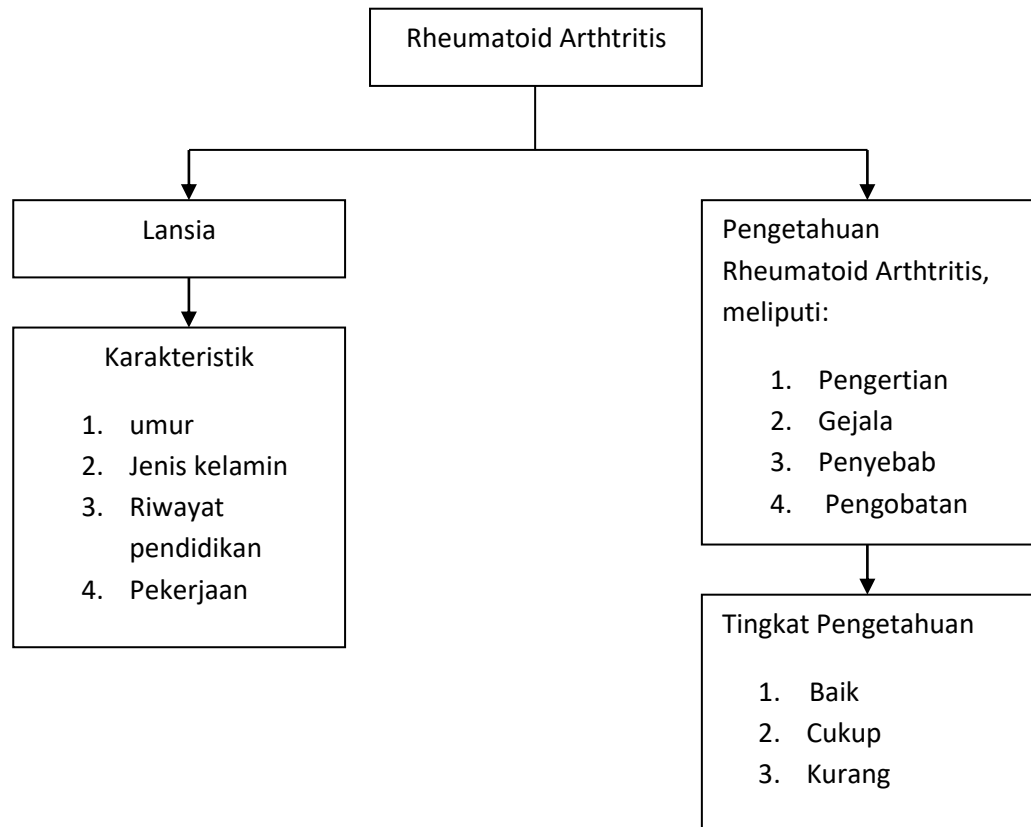 Rheumatoid Arthtritis
Lansia
Karakteristik
1. umur
2. Jenis kelamin
3. Riwayat
pendidikan
4. Pekerjaan
Pengetahuan
Rheumatoid Arthtritis,
meliputi:
1. Pengertian
2. Gejala
3. Penyebab
4. Pengobatan
Tingkat Pengetahuan
1. Baik
2. Cukup
3. Kurang